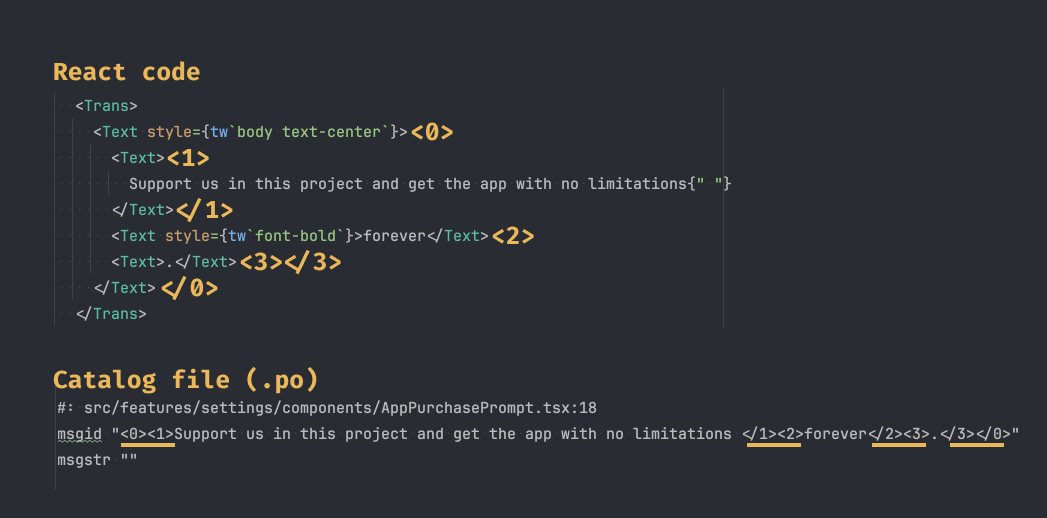 React code
<Trans>
<Text style={tw`body text-center`}><0>
<Text><1>
Support us in this project and get the app with no limitations{" "}
</Text></1>
<Text style={tw`font-bold`}>forever</Text><2>
<Text>.</Text><3></3>
</Text></0>
</Trans>
Catalog file (.po)
#: src/features/settings/components/AppPurchasePrompt.tsx:18
msgid "<0><1>Support us in this project and get the app with no limitations </1><2>forever</2><3>.</3></0>"
msgstr ""